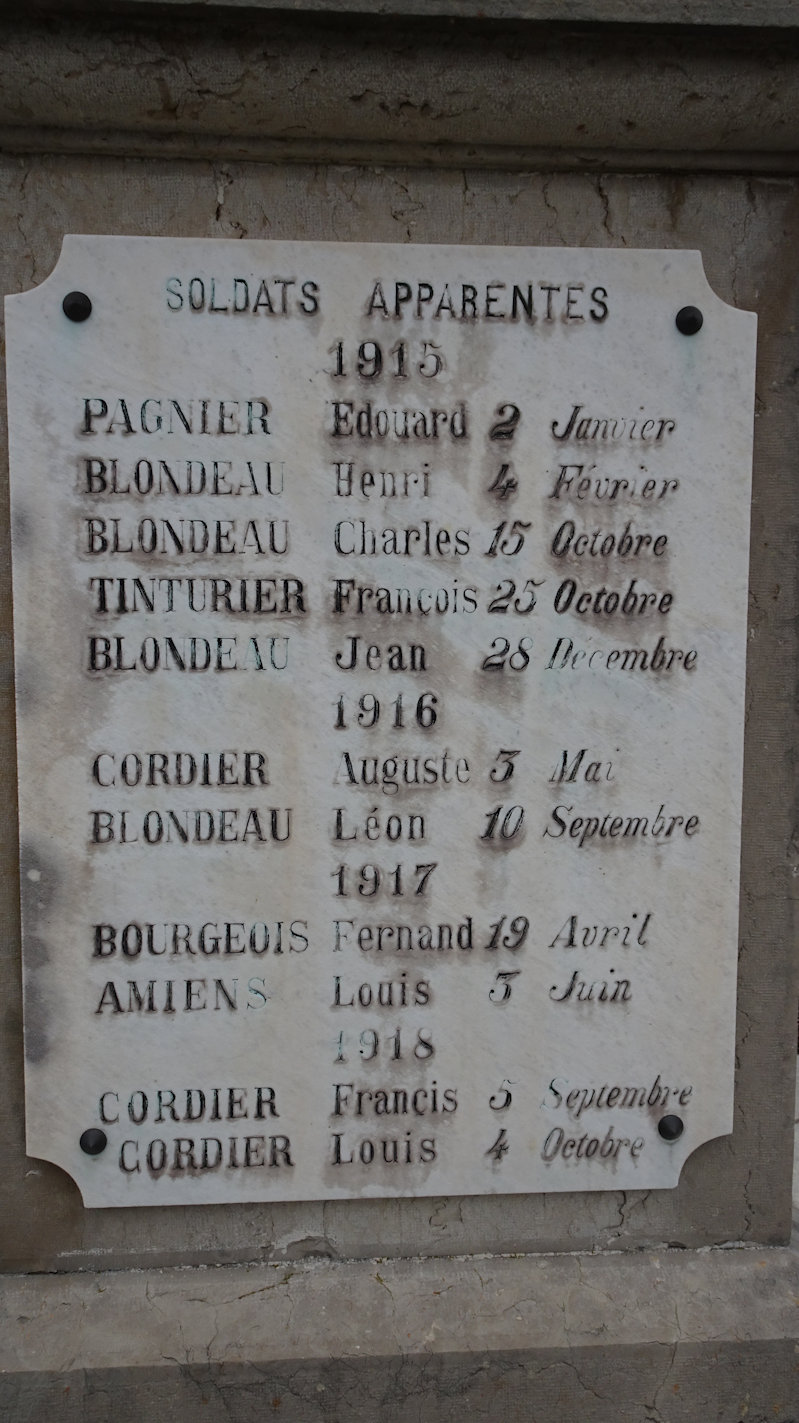 SOLDATS APPARENTES
1915
PAGNIER Edouard 2 Janvier
BLONDEAU Henri 4 Février
BLONDEAU Charles 15 Octobre
TINTURIER François 25 Octobre
BLONDEAU Jean 28 Décembre
1916
CORDIER Auguste 3 Mai
BLONDEAU Léon 10 Septembre
1917
BOURGEOIS Fernand 19 Avril
AMIENS Louis 3 Juin
1918
CORDIER Francis 5 Septembre
CORDIER Louis 4 Octobre